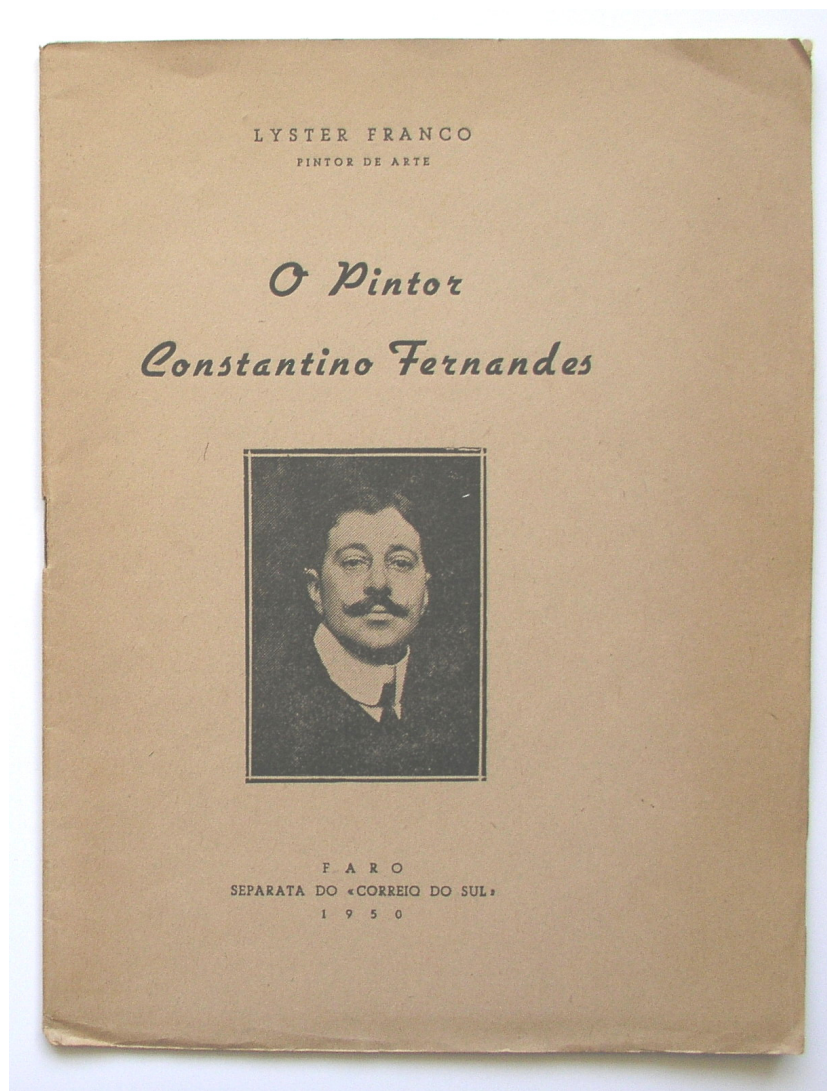 LYSTER FRANCO
PINTOR DE ARTE
O Pintor
Constantino Fernandes
FARO
SEPARATA DO «CORREIO DO SUL»
1950